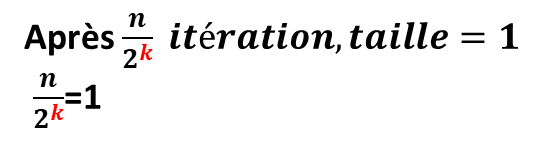 Après n/2^k itération, taille = 1
n/2^k=1